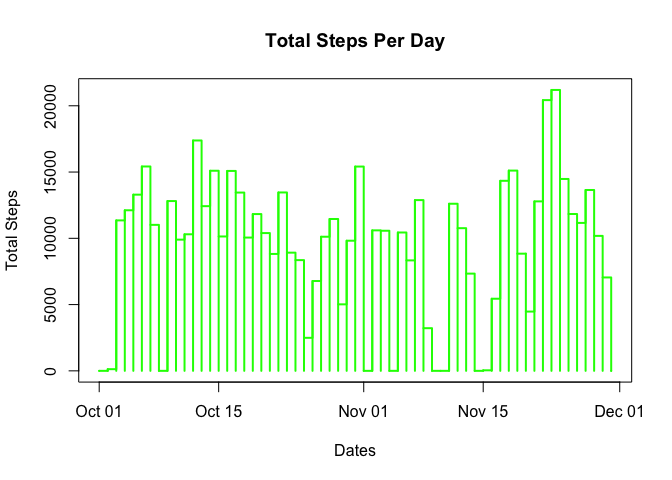 Total Steps Per Day
Total Steps
20000
15000
10000
5000
0
Oct 01 Oct 15 Nov 01 Nov 15 Dec 01
Dates